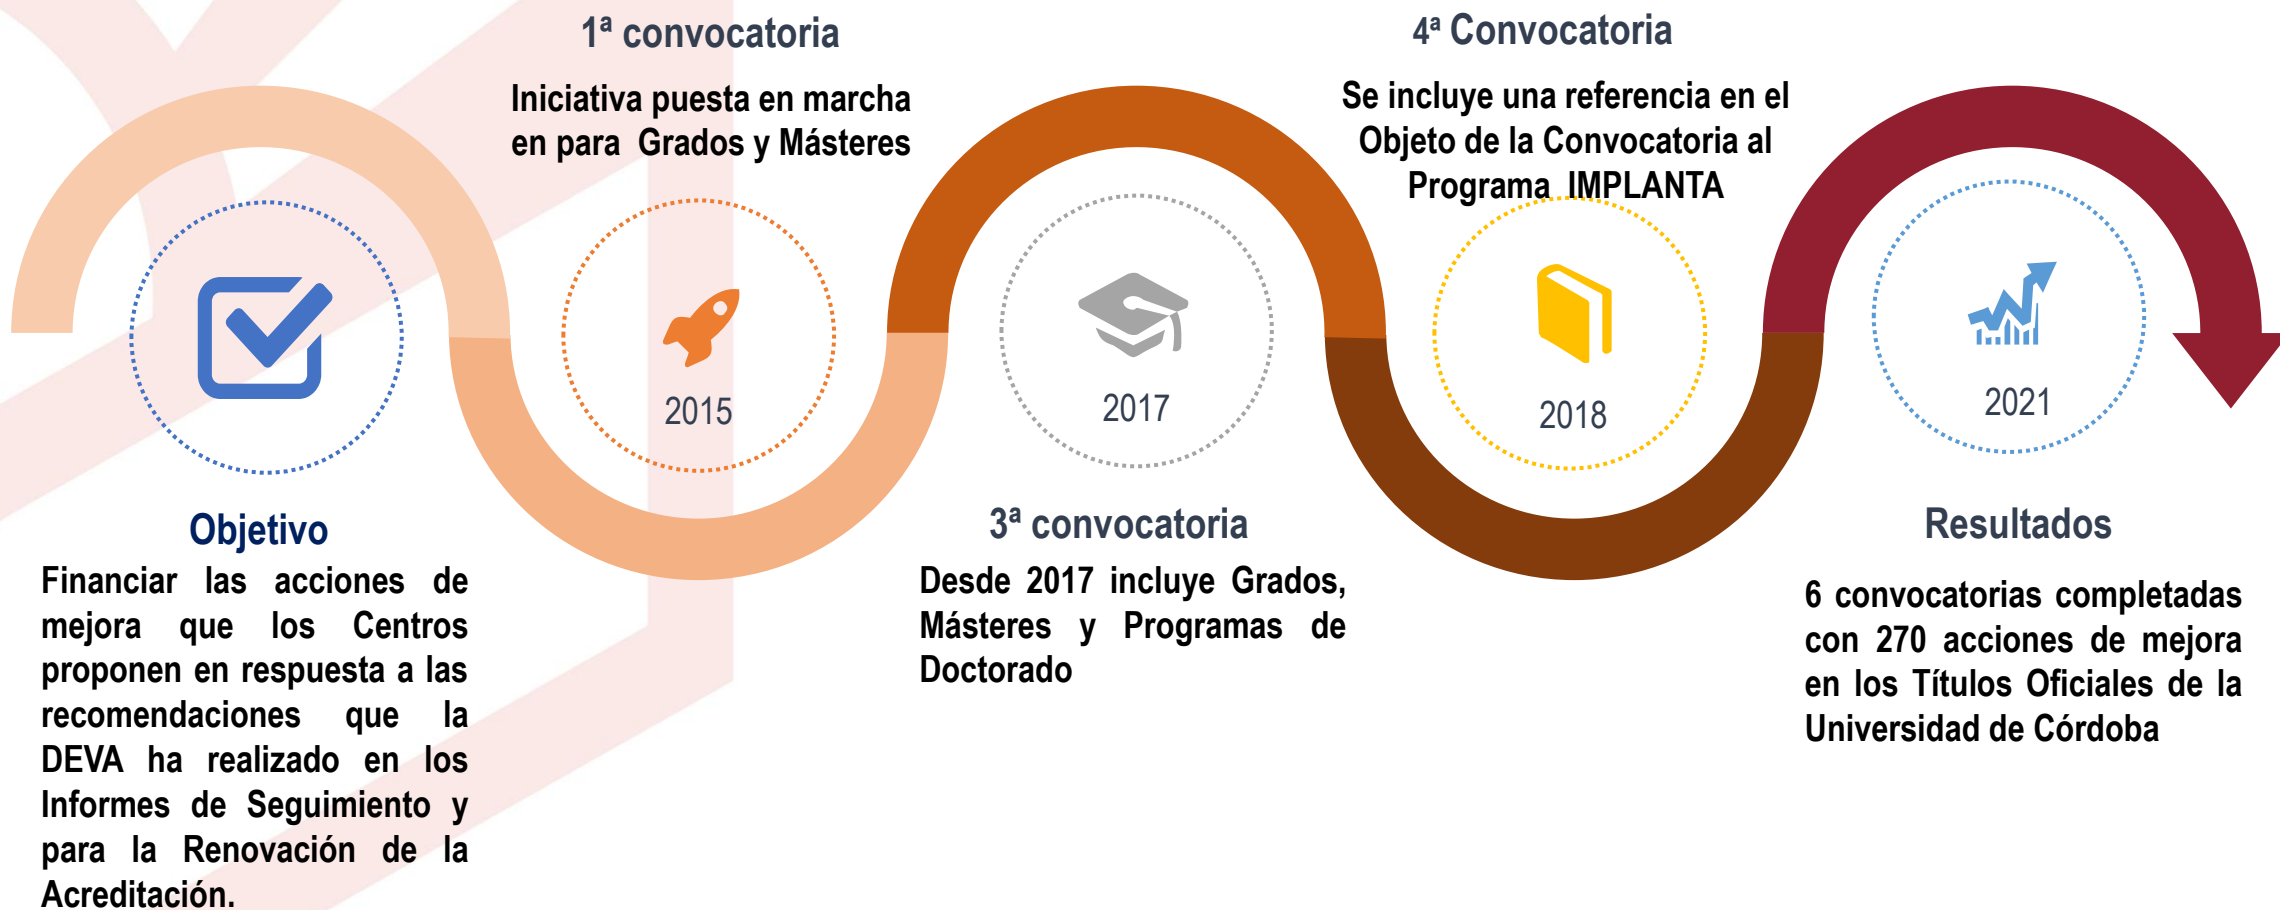 Objetivo
Financiar las acciones de
mejora que los Centros
proponen en respuesta a las
recomendaciones que la
DEVA ha realizado en los
Informes de Seguimiento y
para la Renovación de la
Acreditación.
1ª convocatoria
Iniciativa puesta en marcha
en para Grados y Másteres
2015
2017
3ª convocatoria
Desde 2017 incluye Grados,
Másteres y Programas de
Doctorado
4ª Convocatoria
Se incluye una referencia en el
Objeto de la Convocatoria al
Programa IMPLANTA
2018
2021
Resultados
6 convocatorias completadas
con 270 acciones de mejora
en los Títulos Oficiales de la
Universidad de Córdoba